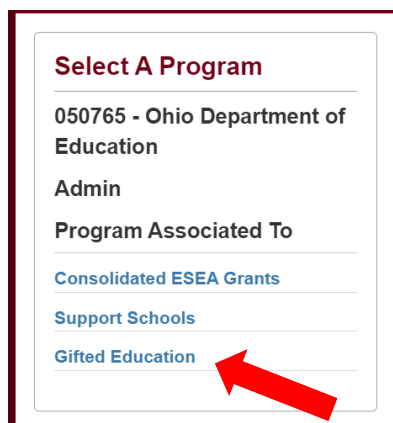 Select A Program
050765 - Ohio Department of
Education
Admin
Program Associated To
Consolidated ESEA Grants
Support Schools
Gifted Education